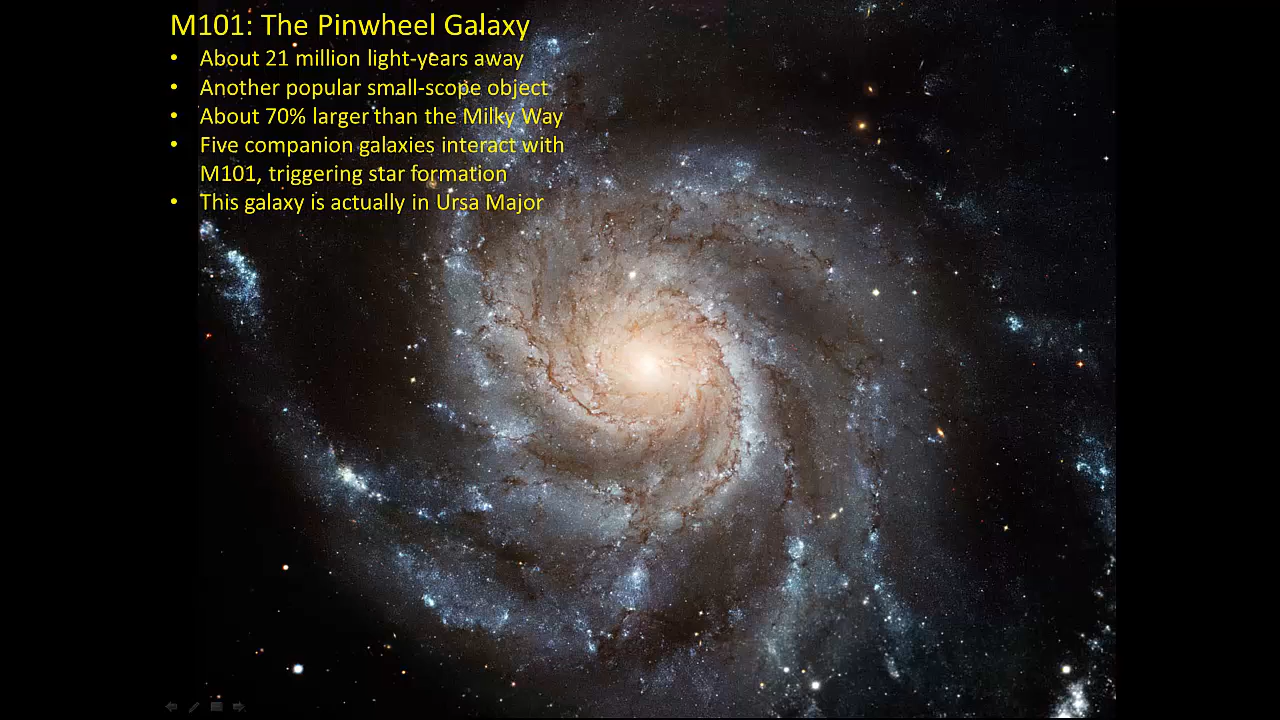 M101: The Pinwheel Galaxy
• About 21 million light-years away
• Another popular small-scope object
• About 70% larger than the Milky Way
• Five companion galaxies interact with
M101, triggering star formation
• This galaxy is actually in Ursa Major